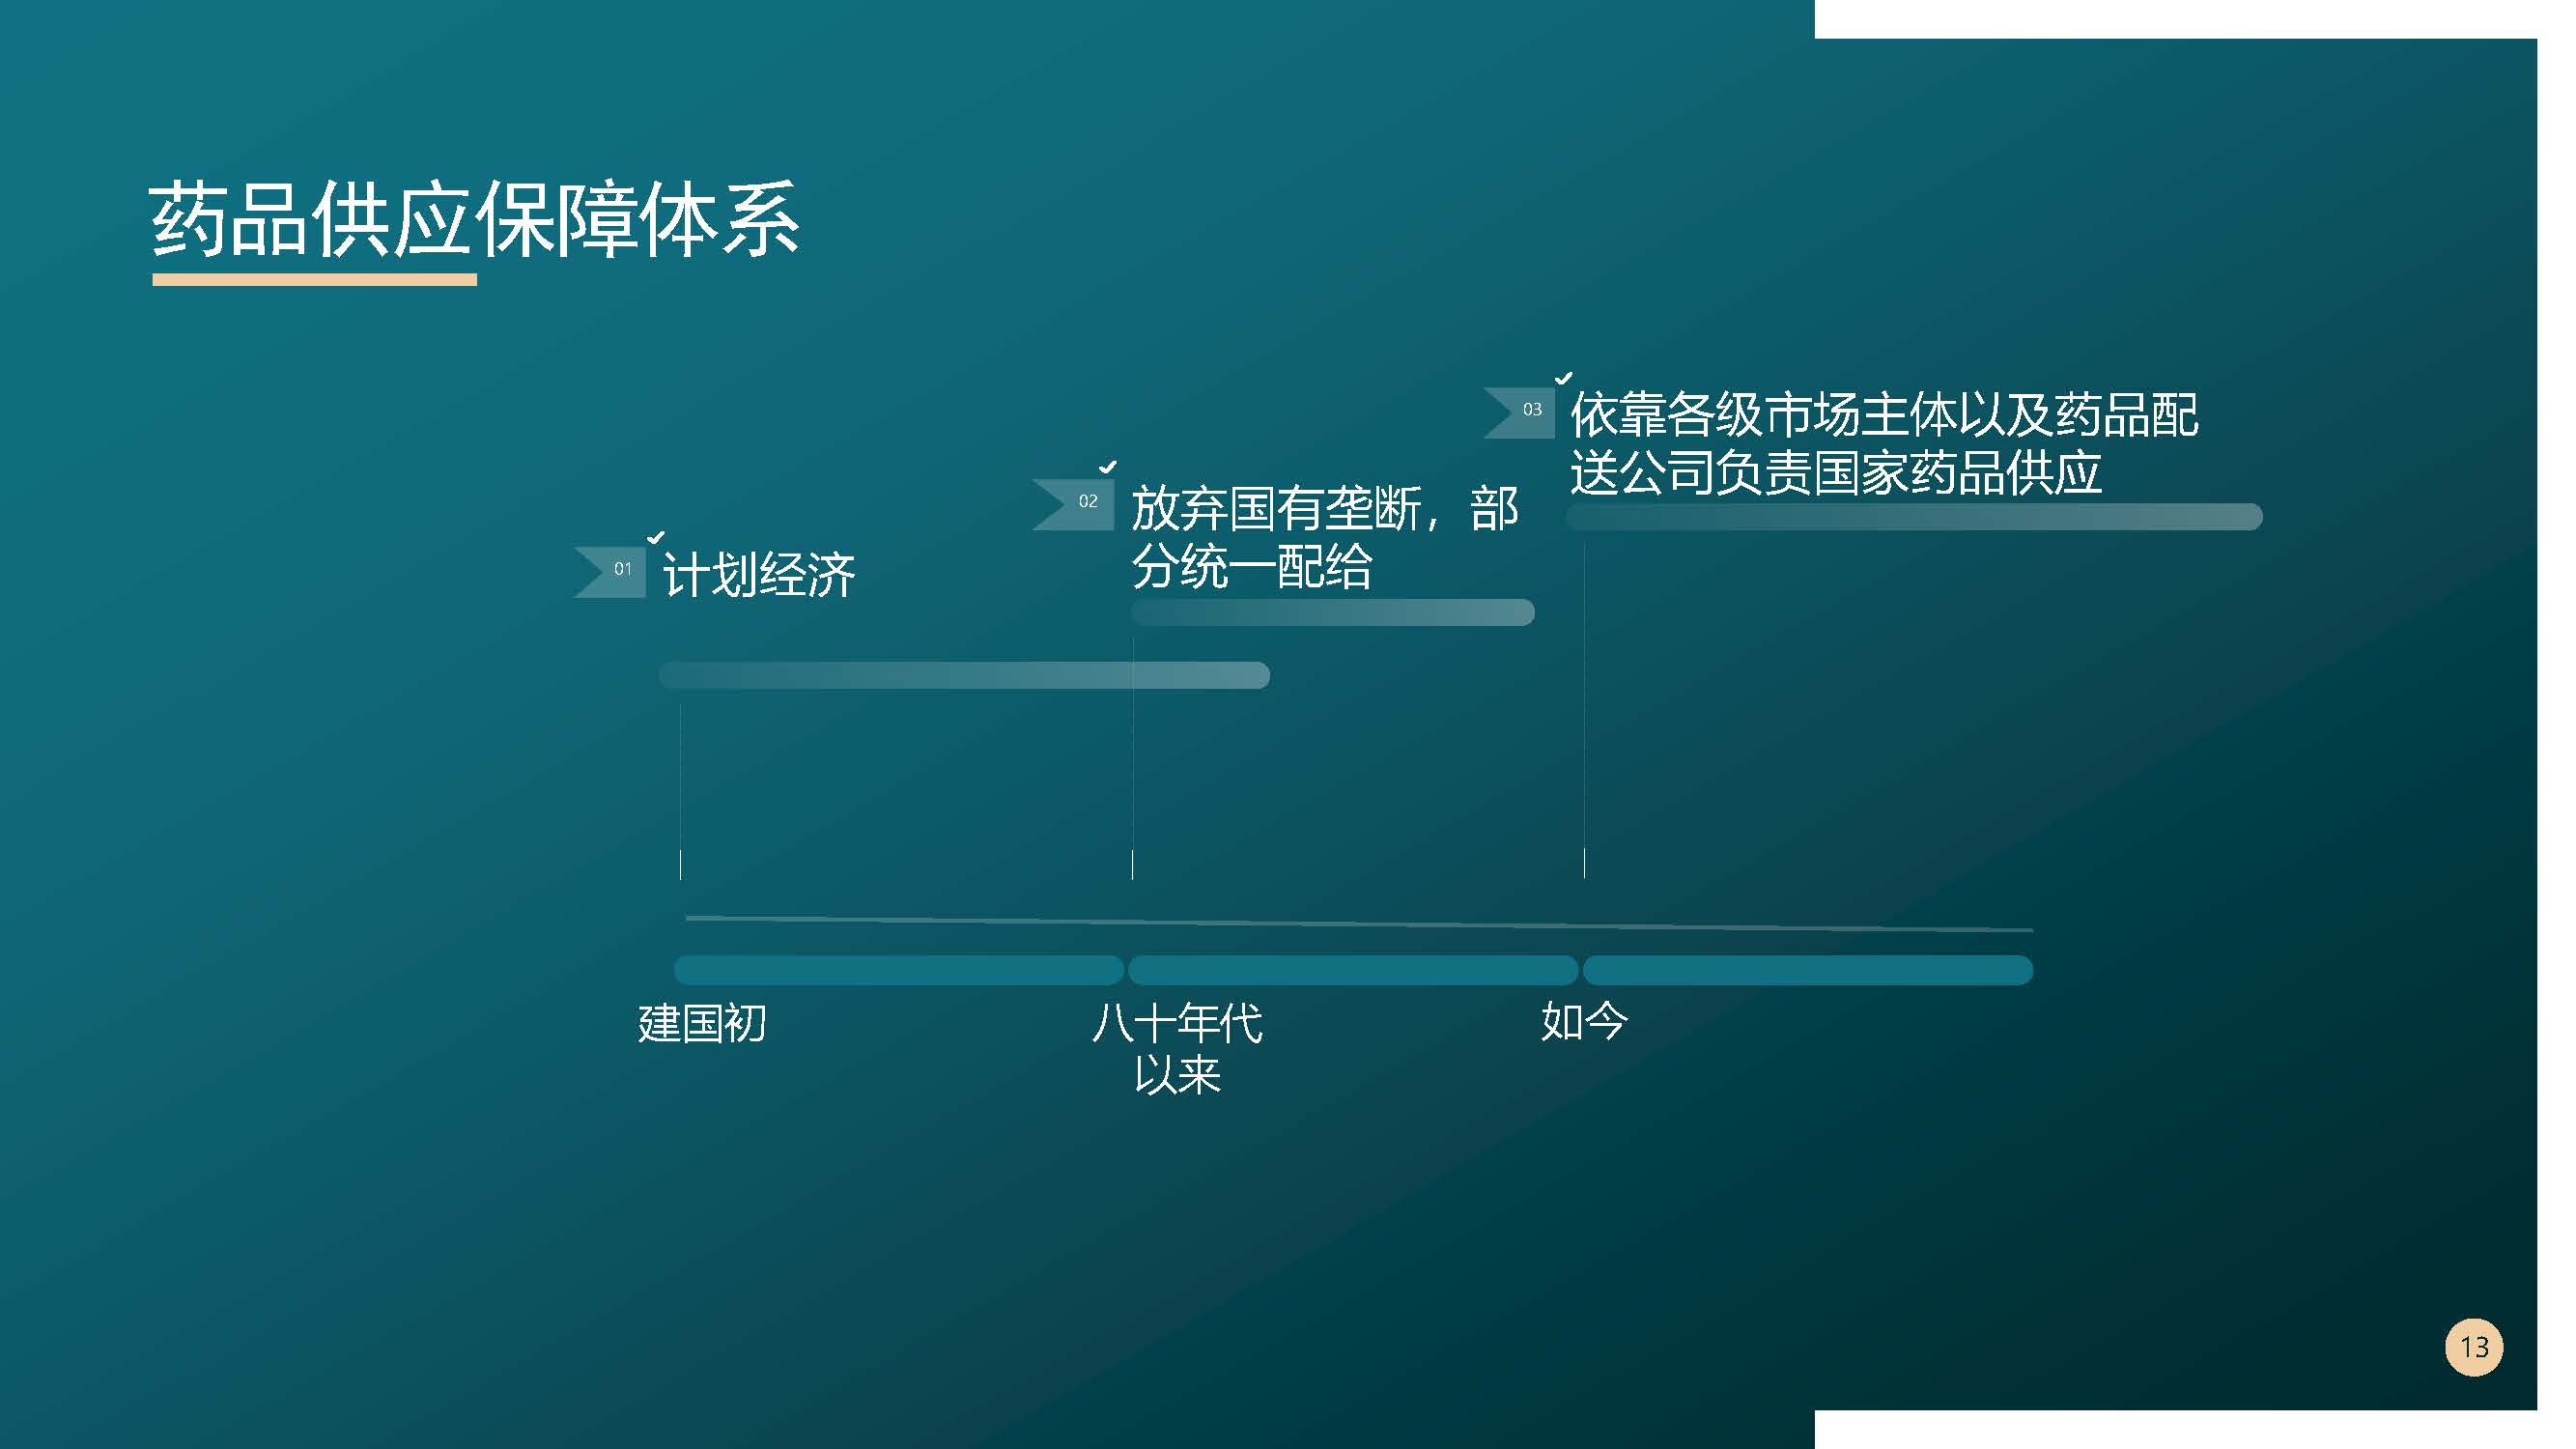 药品供应保障体系
01
计划经济
02
放弃国有垄断，部
分统一配给
03
依靠各级市场主体以及药品配
送公司负责国家药品供应
建国初
八十年代
以来
如今
13